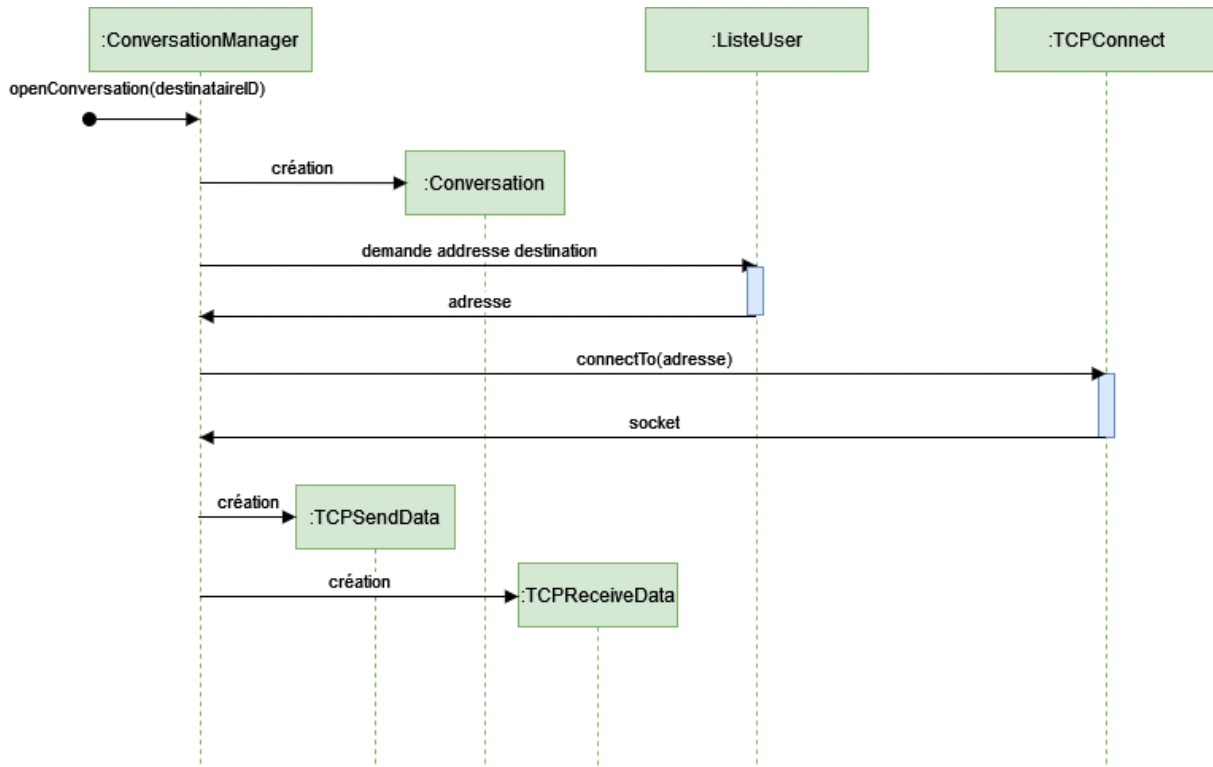 :ConversationManager
:ListeUser
:TCPConnect
openConversation(destinataireID)
création
:Conversation
demande addresse destination
adresse
connectTo(adresse)
socket
création
:TCPSendData
création
:TCPReceiveData